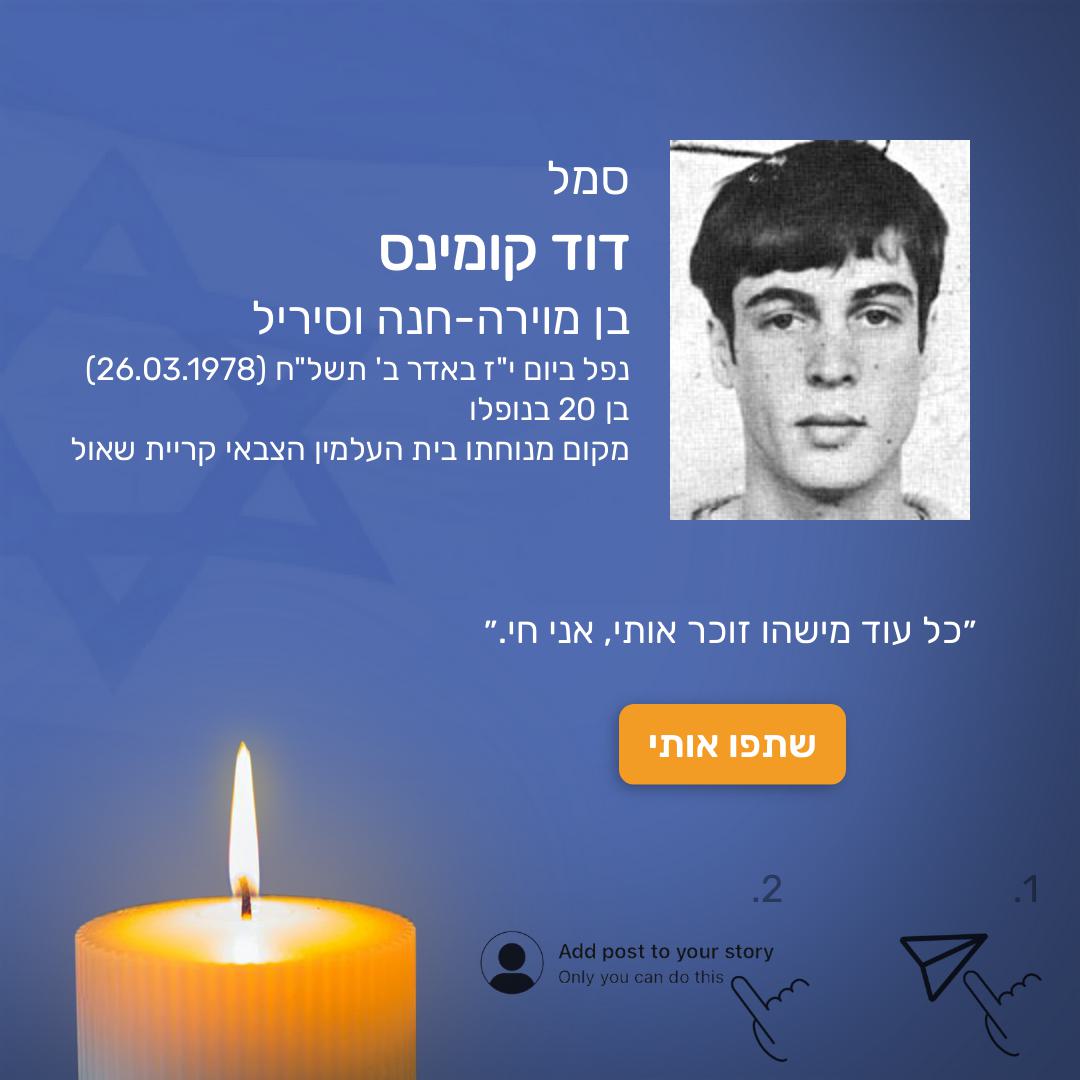 סמל
דוד קומינס
בן מוירה-חנה וסיריל
נפל ביום י"ז באדר ב' תשל"ח (26.03.1978)
בן 20 בנופלו
מקום מנוחתו בית העלמין הצבאי קריית שאול
״כל עוד מישהו זוכר אותי, אני חי.״
שתפו אותי
1.
2.
Add post to your story
Only you can do this